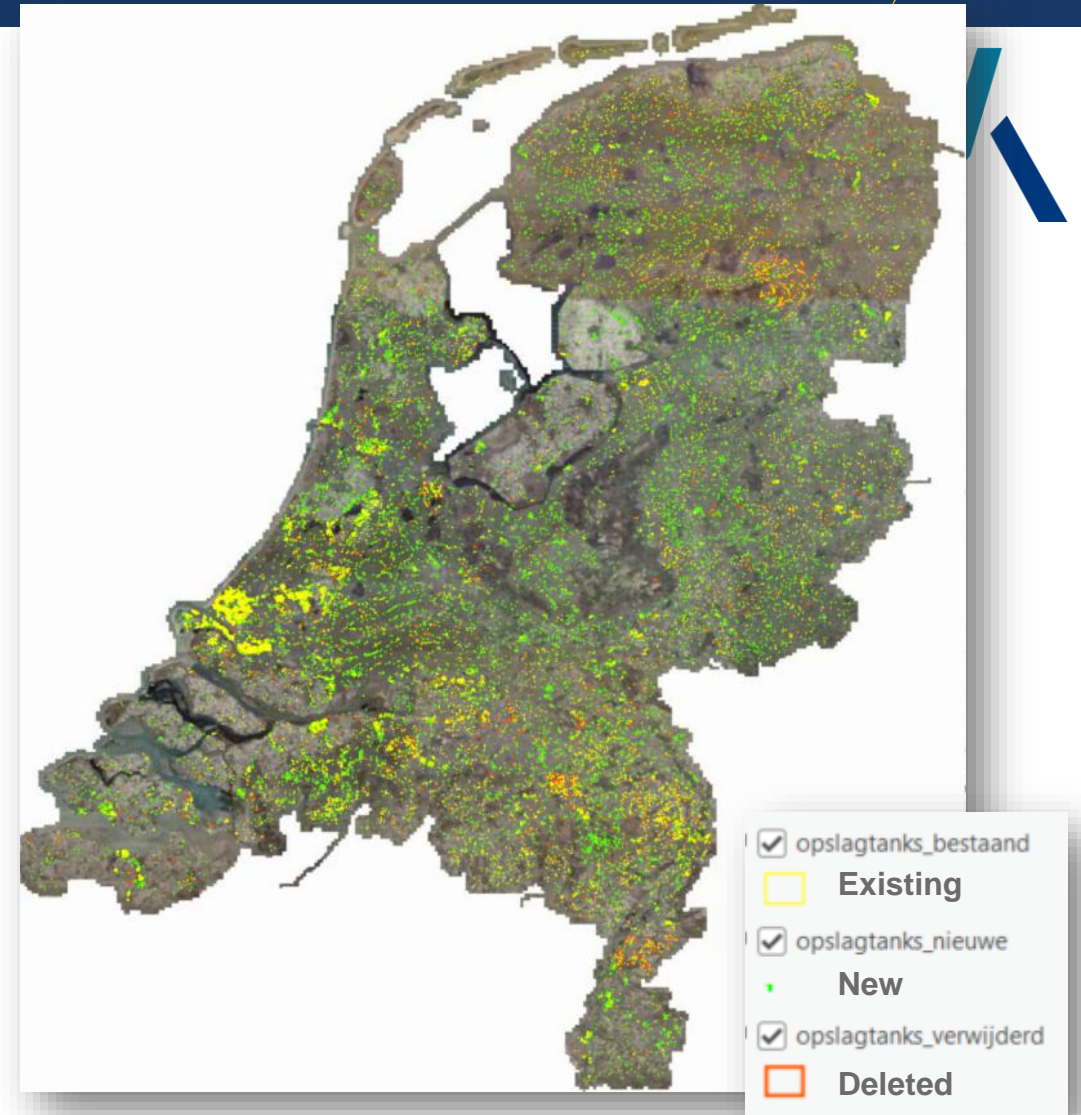 opslagtanks_bestaand
Existing
opslagtanks_nieuwe
New
opslagtanks_verwijderd
Deleted